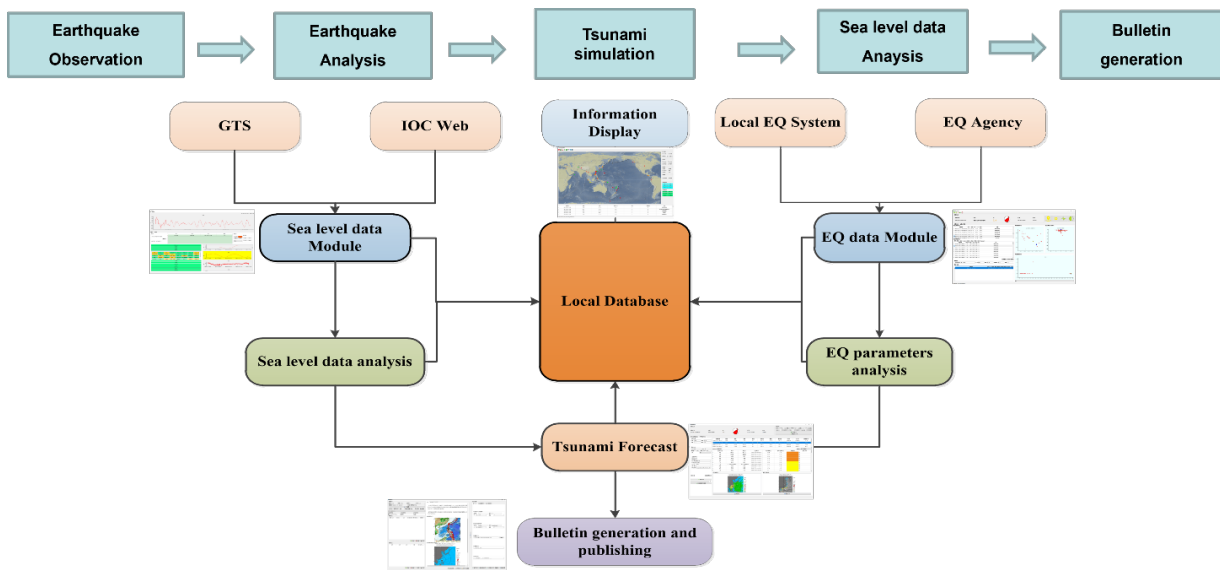 Earthquake
Observation
Earthquake
Analysis
Tsunami
simulation
Sea level data
Anaysis
Bulletin
generation
GTS
IOC Web
Information
Display
Local EQ System
EQ Agency
Sea level data
Module
EQ data Module
Local Database
Sea level data analysis
EQ parameters
analysis
Tsunami Forecast
Bulletin generation and
publishing